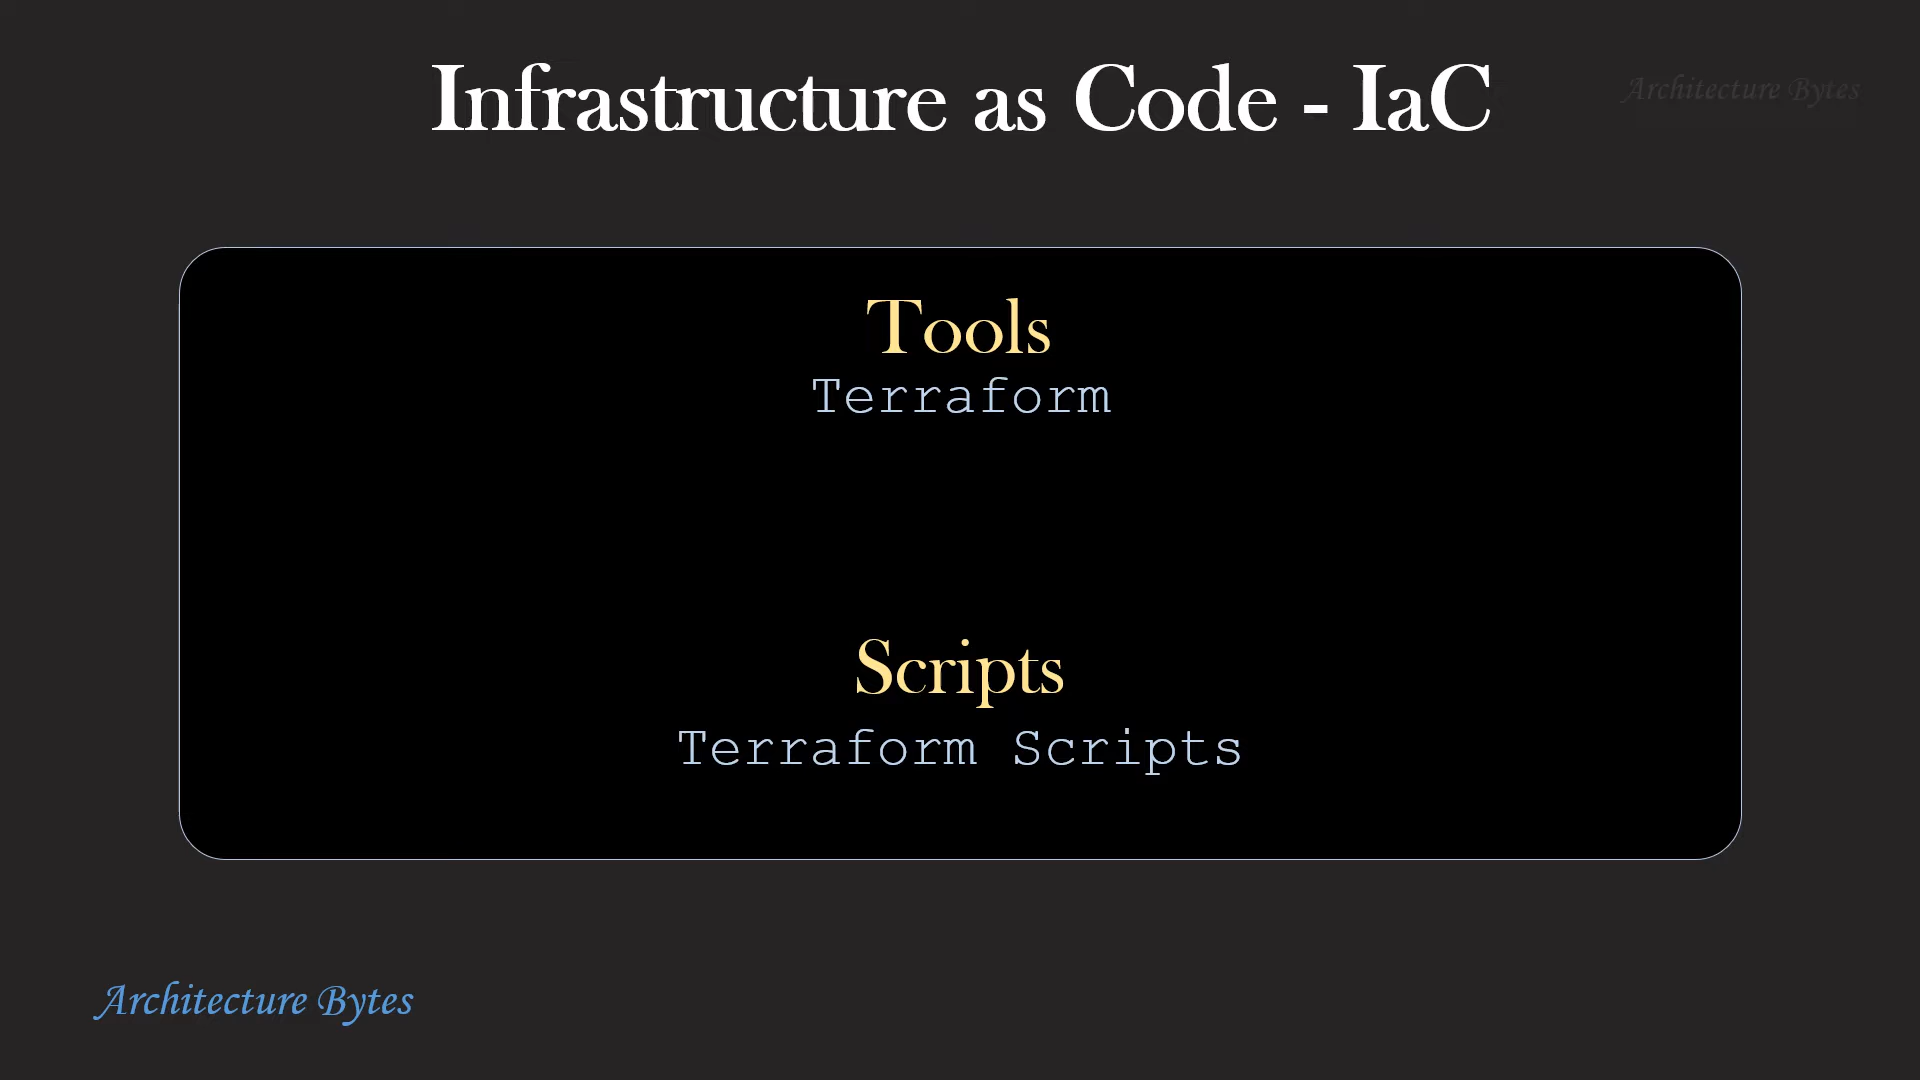 Infrastructure as Code - IaC
Architecture Bytes
Tools
Terraform
Scripts
Terraform Scripts
Architecture Bytes